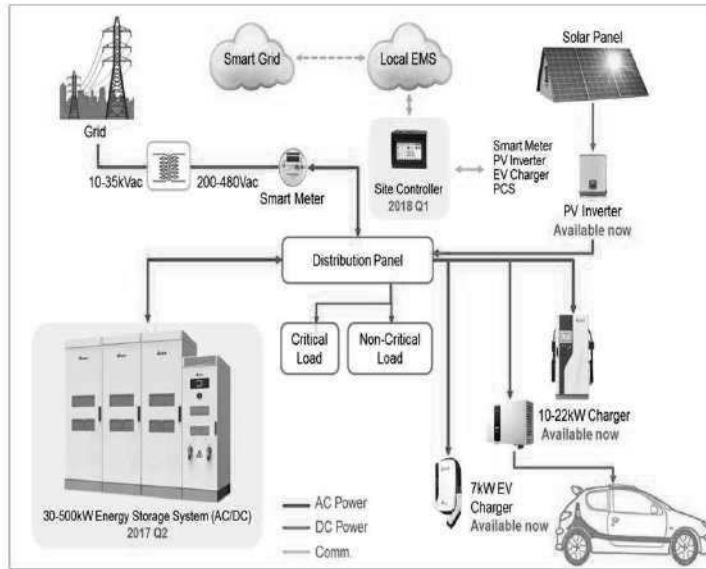 Smart Grid
Local EMS
Solar Panel
Grid
10-35kVac
200-480Vac
Smart Meter
Site Controller
2018 Q1
Smart Meter
PV Inverter
EV Charger
PCS
PV Inverter
Available now
Distribution Panel
Critical
Load
Non-Critical
Load
10-22kW Charger
Available now
7kW EV
Charger
Available now
30-500kW Energy Storage System (AC/DC)
2017 Q2
AC Power
DC Power
Comm.